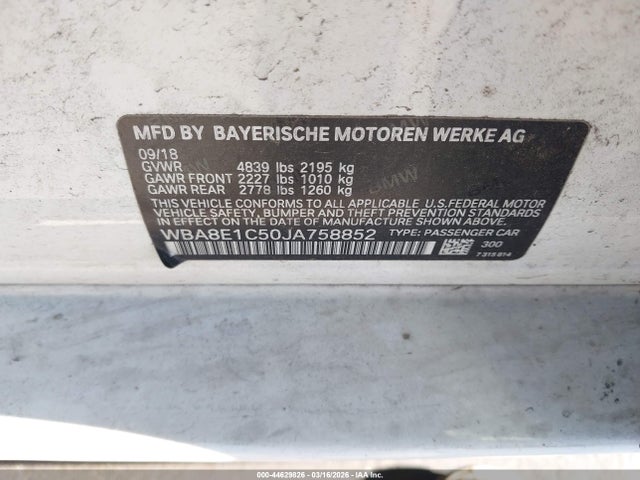 MFD BY BAYERISCHE MOTOREN WERKE AG
09/18
GVWR 4839 lbs 2195 kg
GAWR FRONT 2227 lbs 1010 kg
GAWR REAR 2778 lbs 1260 kg
THIS VEHICLE CONFORMS TO ALL APPLICABLE U.S.FEDERAL MOTOR
VEHICLE SAFETY, BUMPER AND THEFT PREVENTION
STANDARDS IN EFFECT ON THE DATE OF
MANUFACTURE SHOWN ABOVE.
WBA8E1C50JA758852 TYPE: PASSENGER CAR
300
7 315 814
000-44629826 - 03/16/2026 - IAA Inc.